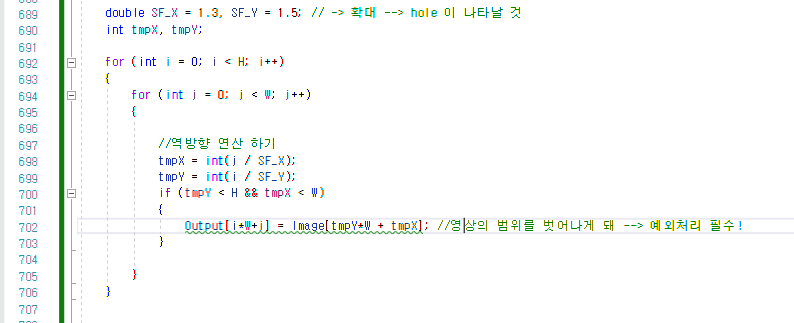 689 double SF_X = 1.3, SF_Y = 1.5; // -> 확대 --> hole 이 나타날 것
690 int tmpX, tmpY;
691
692 for (int i = 0; i < H; i++)
693 {
694 for (int j = 0; j < W; j++)
695 {
696
697 //역방향 연산 하기
698 tmpX = int(j / SF_X);
699 tmpY = int(i / SF_Y);
700 if (tmpY < H && tmpX < W)
701 {
702 Output[i*W+j] = Image[tmpY*W + tmpX]; //영상의 범위를 벗어나게 돼 --> 예외처리 필수!
703 }
704
705 }
706 }
707